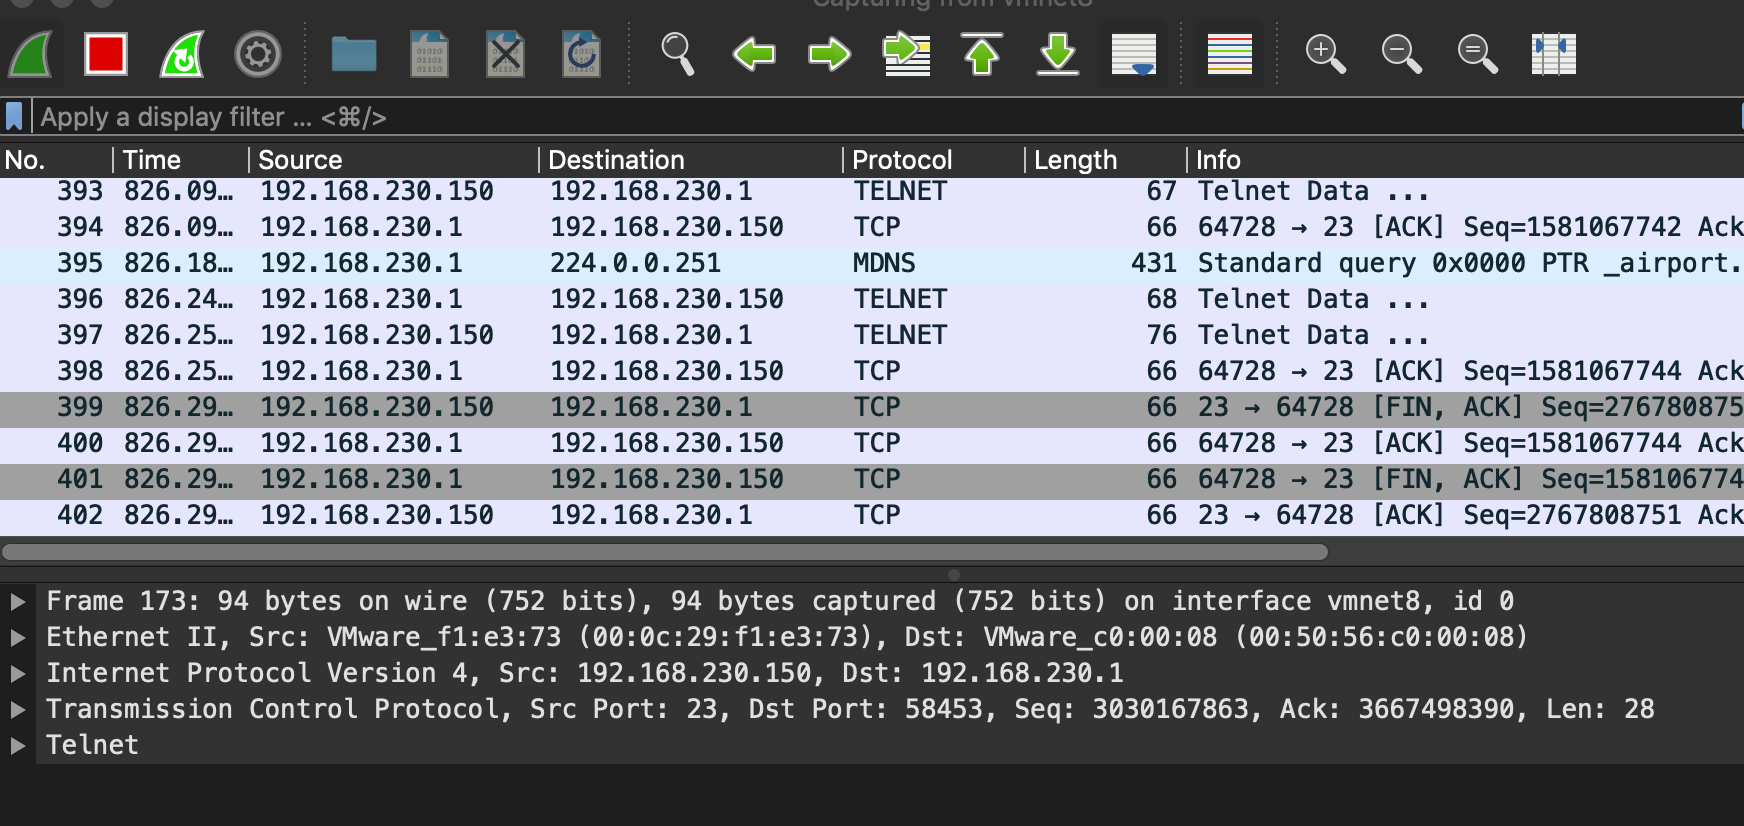 Capturing from vmnet8
Apply a display filter ... <⌘/>
No. Time Source Destination Protocol Length Info
393 826.09… 192.168.230.150 192.168.230.1 TELNET 67 Telnet Data ...
394 826.09… 192.168.230.1 192.168.230.150 TCP 66 64728 → 23 [ACK] Seq=1581067742 Ack
395 826.18… 192.168.230.1 224.0.0.251 MDNS 431 Standard query 0x0000 PTR _airport.
396 826.24… 192.168.230.1 192.168.230.150 TELNET 68 Telnet Data ...
397 826.25… 192.168.230.150 192.168.230.1 TELNET 76 Telnet Data ...
398 826.25… 192.168.230.1 192.168.230.150 TCP 66 64728 → 23 [ACK] Seq=1581067744 Ack
399 826.29… 192.168.230.150 192.168.230.1 TCP 66 23 → 64728 [FIN, ACK] Seq=276780875
400 826.29… 192.168.230.1 192.168.230.150 TCP 66 64728 → 23 [ACK] Seq=1581067744 Ack
401 826.29… 192.168.230.1 192.168.230.150 TCP 66 64728 → 23 [FIN, ACK] Seq=158106774
402 826.29… 192.168.230.150 192.168.230.1 TCP 66 23 → 64728 [ACK] Seq=2767808751 Ack
Frame 173: 94 bytes on wire (752 bits), 94 bytes captured (752 bits) on interface vmnet8, id 0
Ethernet II, Src: VMware_f1:e3:73 (00:0c:29:f1:e3:73), Dst: VMware_c0:00:08 (00:50:56:c0:00:08)
Internet Protocol Version 4, Src: 192.168.230.150, Dst: 192.168.230.1
Transmission Control Protocol, Src Port: 23, Dst Port: 58453, Seq: 3030167863, Ack: 3667498390, Len: 28
Telnet